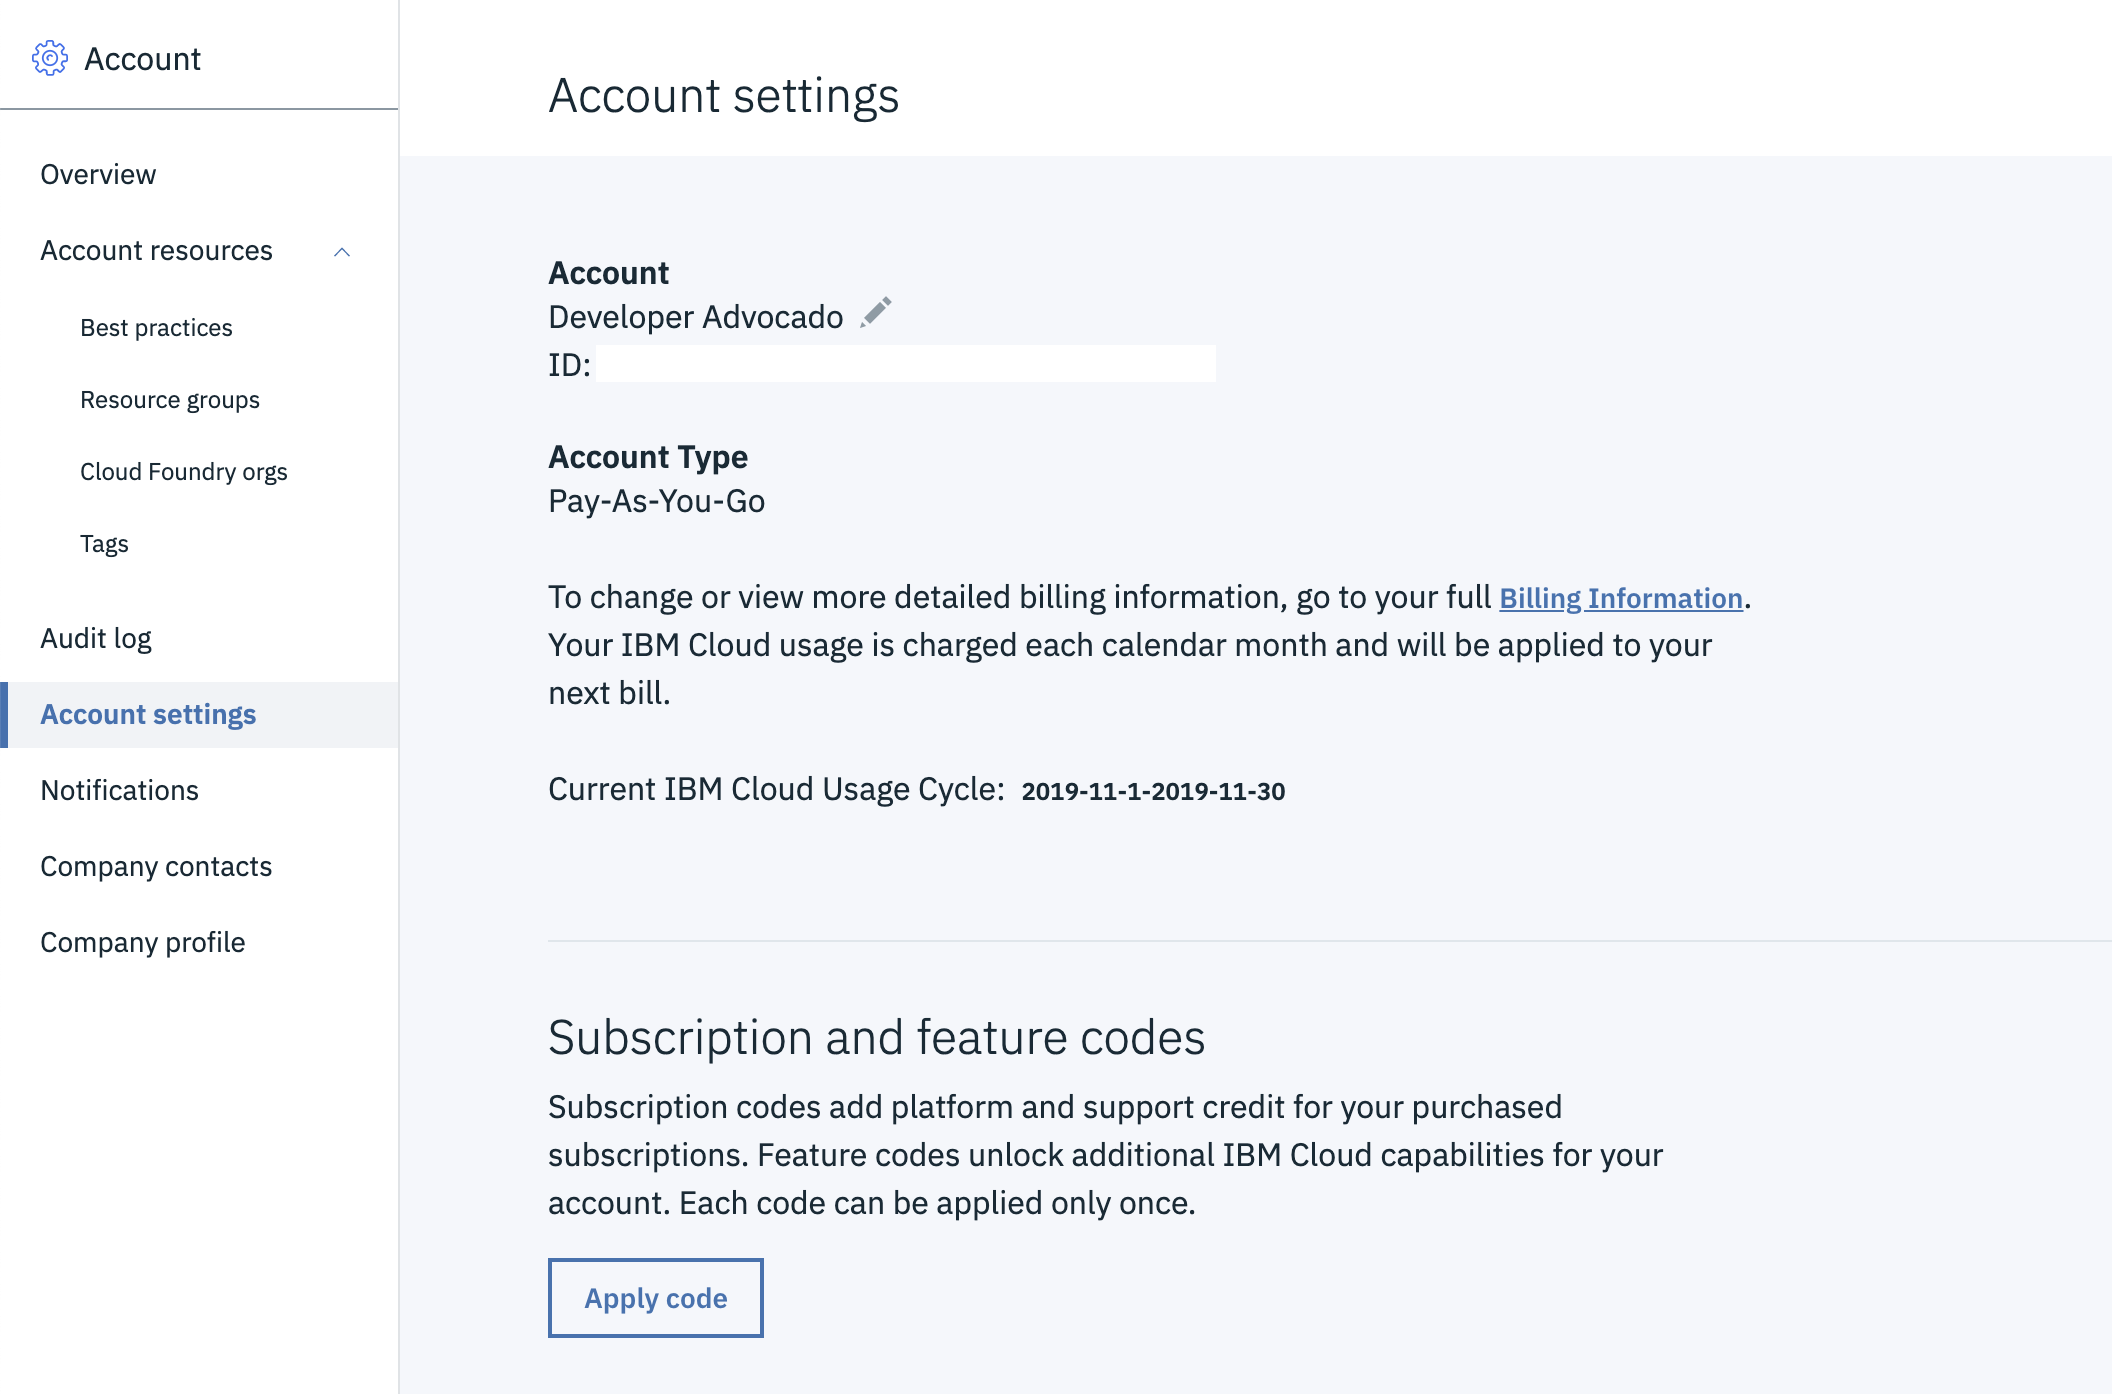 Account
Overview
Account resources
Best practices
Resource groups
Cloud Foundry orgs
Tags
Audit log
Account settings
Notifications
Company contacts
Company profile
Account settings
Account
Developer Advocado
ID:
Account Type
Pay-As-You-Go
To change or view more detailed billing information, go to your full Billing Information.
Your IBM Cloud usage is charged each calendar month and will be applied to your
next bill.
Current IBM Cloud Usage Cycle: 2019-11-1-2019-11-30
Subscription and feature codes
Subscription codes add platform and support credit for your purchased
subscriptions. Feature codes unlock additional IBM Cloud capabilities for your
account. Each code can be applied only once.
Apply code